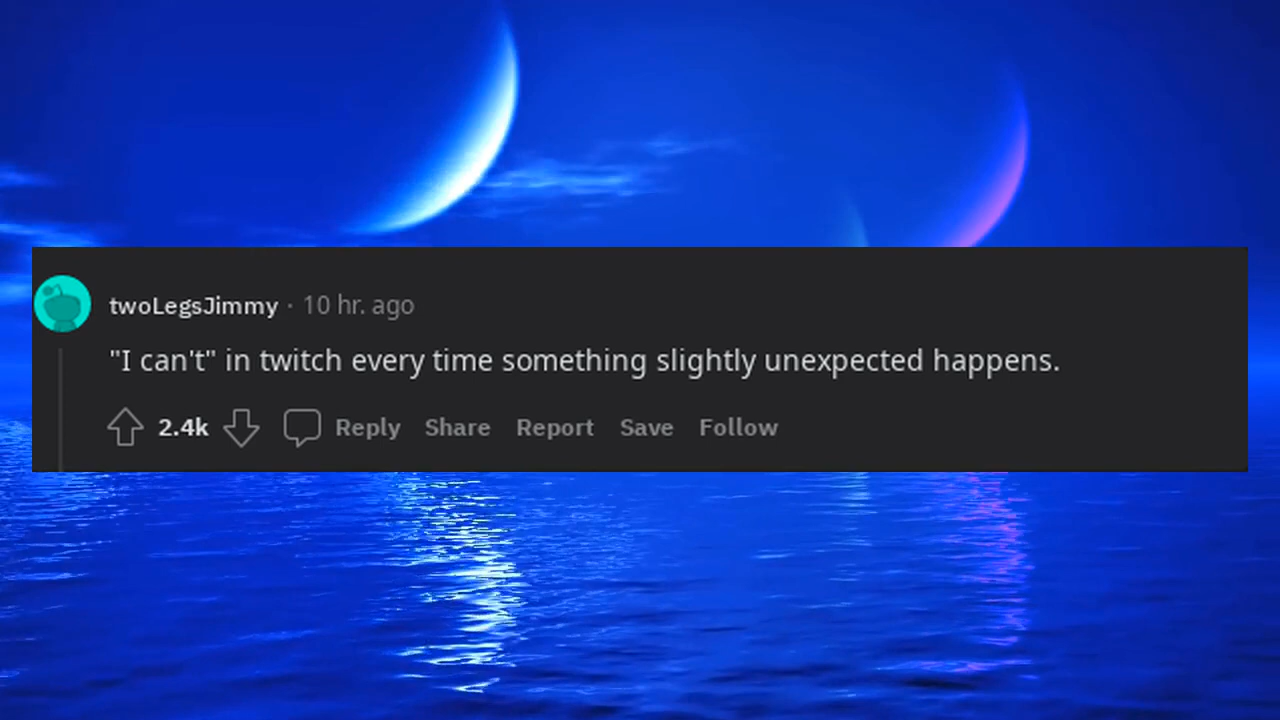 twoLegsJimmy · 10 hr. ago
"I can't" in twitch every time something slightly unexpected happens.
2.4k Reply Share Report Save Follow